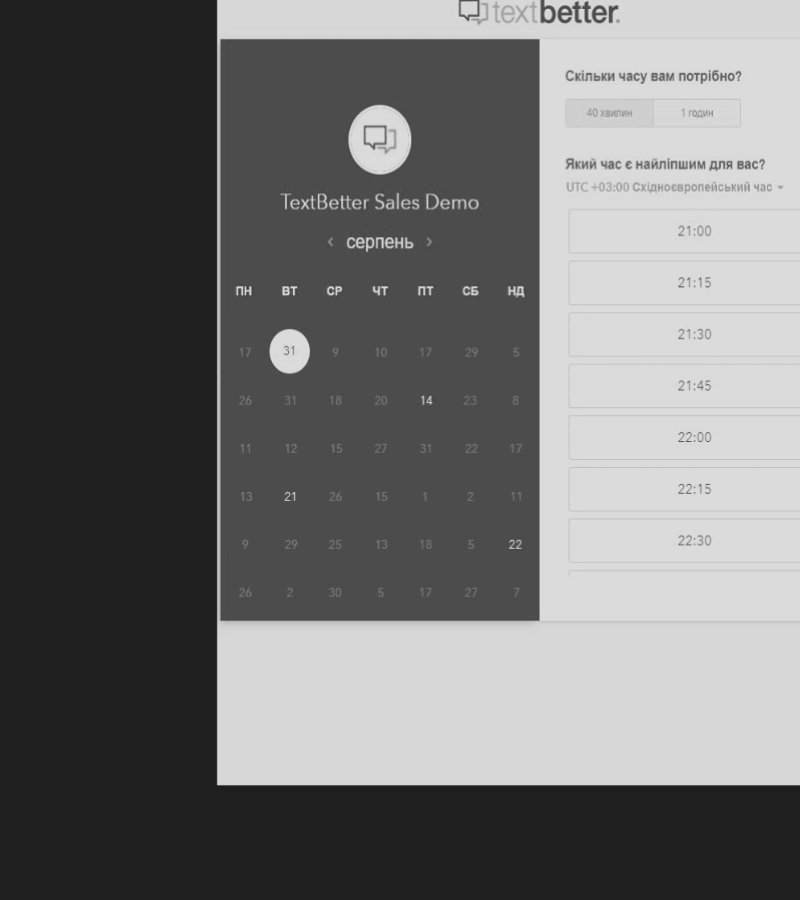 textbetter.
TextBetter Sales Demo
‹ серпень ›
ПН ВТ СР ЧТ ПТ СБ НД
17 31 9 10 17 29 5
26 31 18 20 14 23 8
11 12 15 27 31 22 17
13 21 26 15 1 2 11
9 29 25 13 18 5 22
26 2 30 5 17 27 7
Скільки часу вам потрібно?
40 хвилин 1 годин
Який час є найліпшим для вас?
UTC +03:00 Східноєвропейський час
21:00
21:15
21:30
21:45
22:00
22:15
22:30